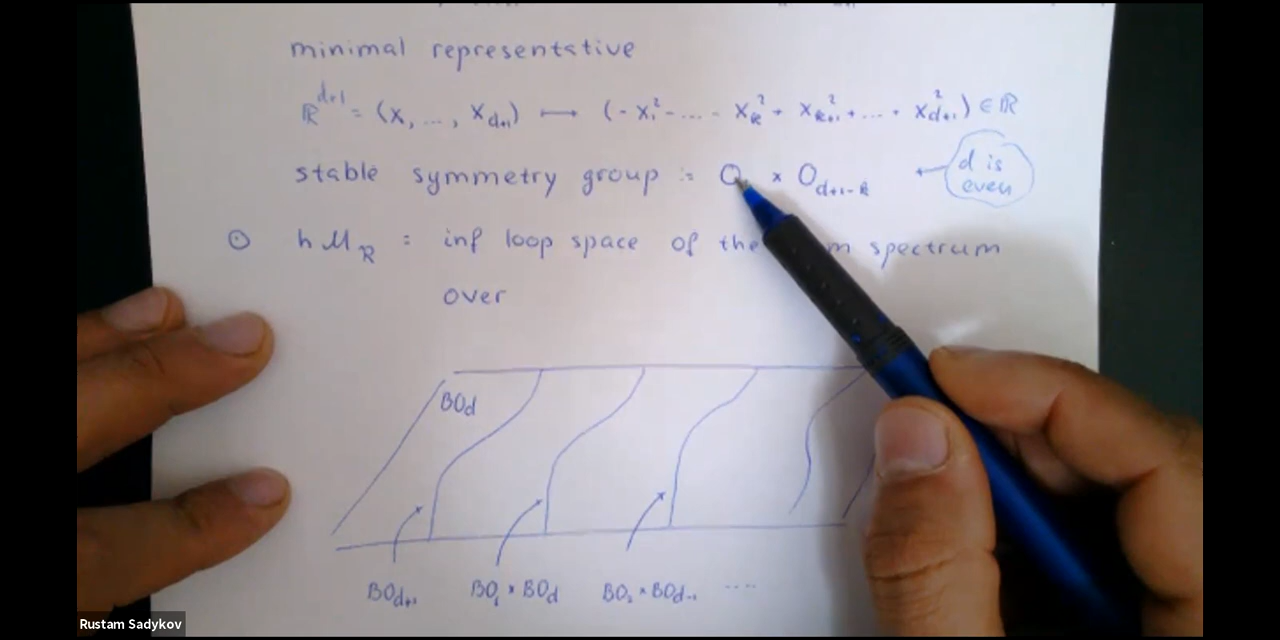 minimal representative
ℝ^{d+1} = (x, ..., x_{d+1}) ⟼ (-x₁² - ... - x_k² + x_{k+1}² + ... + x_{d+1}²) ∈ ℝ
stable symmetry group := O × O_{d+1-k} ← d is even
⊙ hM_R = inf loop space of the spectrum
over
BO_d
BO_{d+1} BO₁ × BO_d BO₂ × BO_{d-1} ....
Rustam Sadykov